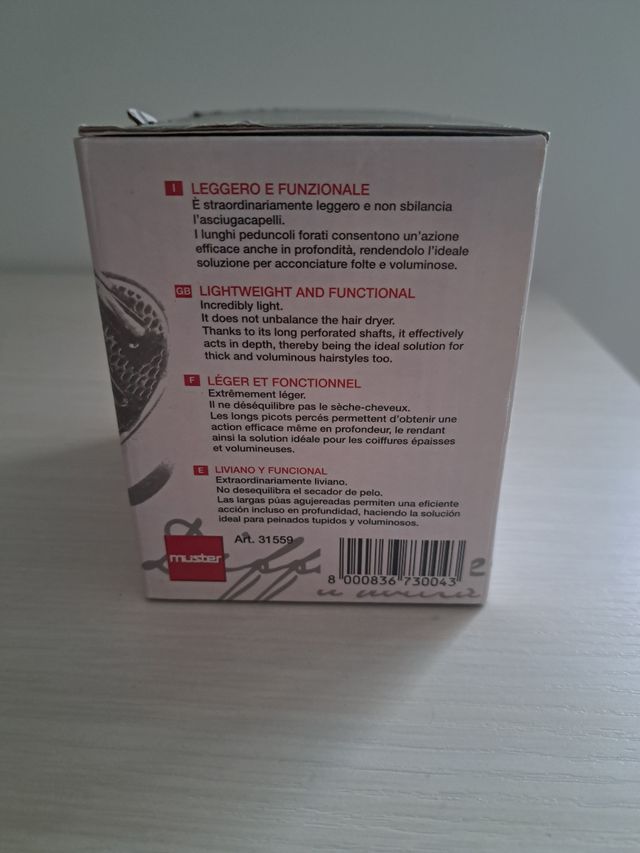 I LEGGERO E FUNZIONALE
È straordinariamente leggero e non sbilancia
l'asciugacapelli.
I lunghi peduncoli forati consentono un'azione
efficace anche in profondità, rendendolo l'ideale
soluzione per acconciature folte e voluminose.
GB LIGHTWEIGHT AND FUNCTIONAL
Incredibly light.
It does not unbalance the hair dryer.
Thanks to its long perforated shafts, it effectively
acts in depth, thereby being the ideal solution for
thick and voluminous hairstyles too.
F LÉGER ET FONCTIONNEL
Extrêmement léger.
Il ne déséquilibre pas le sèche-cheveux.
Les longs picots percés permettent d'obtenir une
action efficace même en profondeur, le rendant
ainsi la solution idéale pour les coiffures épaisses
et volumineuses.
E LIVIANO Y FUNCIONAL
Extraordinariamente liviano.
No desequilibra el secador de pelo.
Las largas púas agujereadas permiten una eficiente
acción incluso en profundidad, haciendo la solución
ideal para peinados tupidos y voluminosos.
Art. 31559
muster
8 000836 730043